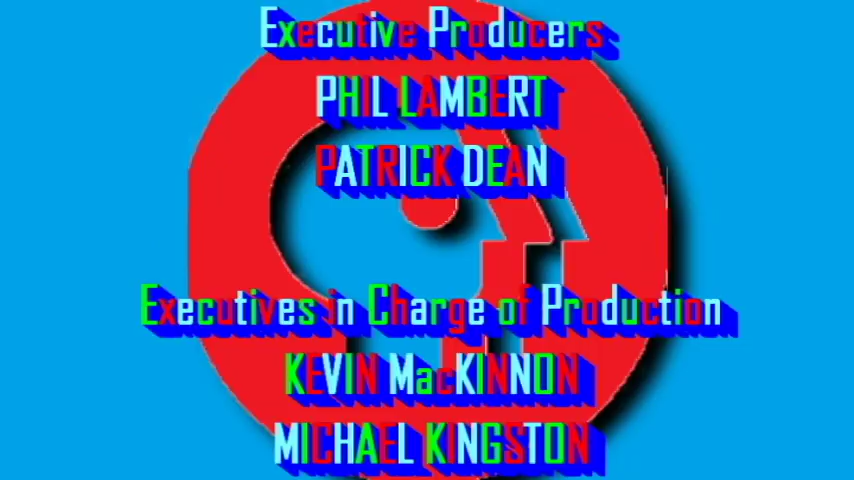 Executive Producers
PHIL LAMBERT
PATRICK DEAN
Executives in Charge of Production
KEVIN MacKINNON
MICHAEL KINGSTON